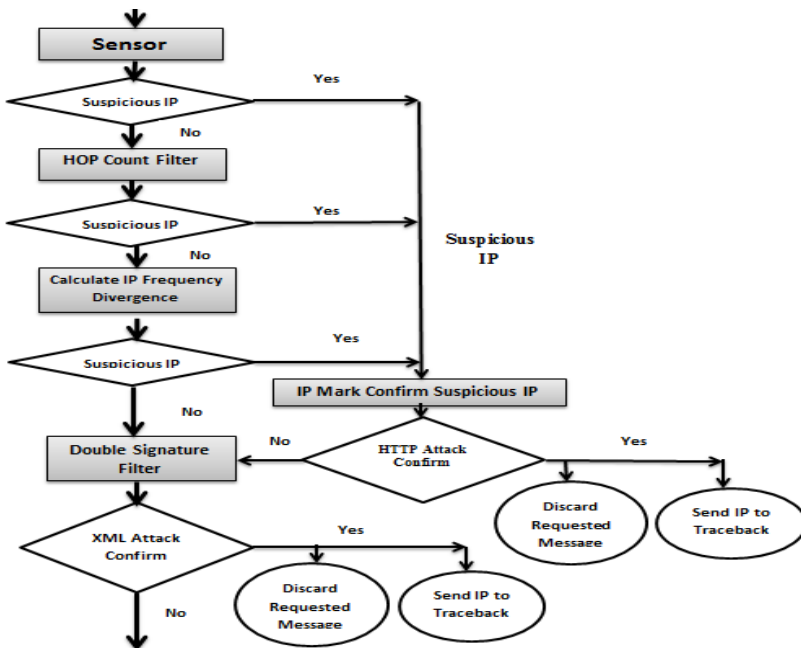 Sensor
Yes
Suspicious IP
No
HOP Count Filter
Yes
Suspicious IP
No
Suspicious
IP
Calculate IP Frequency
Divergence
Yes
Suspicious IP
IP Mark Confirm Suspicious IP
No
No
HTTP Attack
Confirm
Yes
Double Signature
Filter
Discard
Requested
Message
Send IP to
Traceback
XML Attack
Confirm
Yes
Discard
Requested
Message
Send IP to
Traceback
No